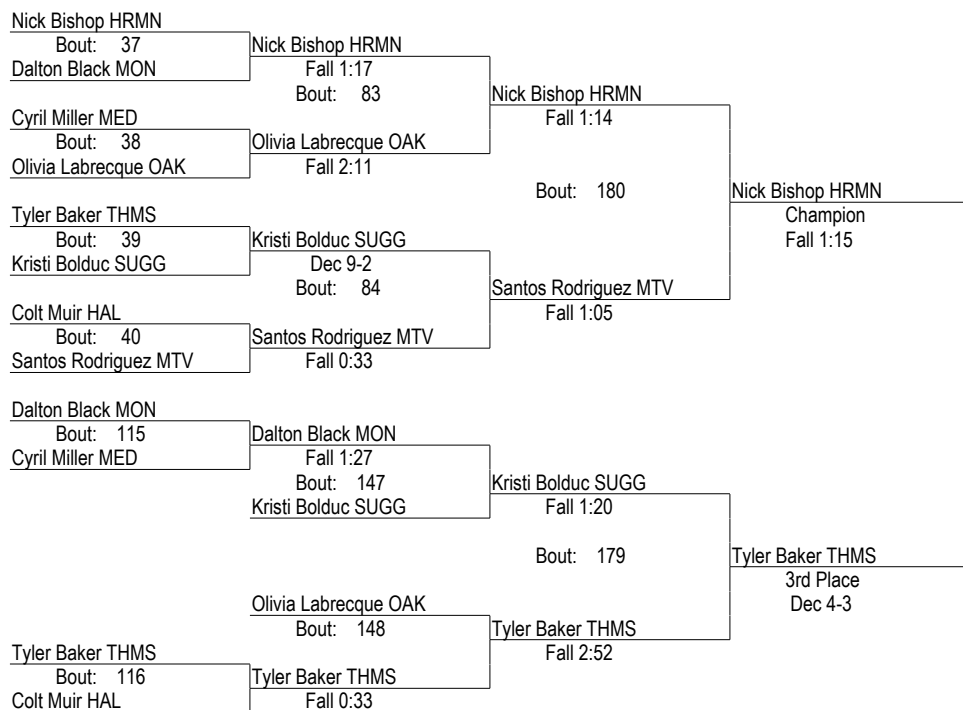 Nick Bishop HRMN
Bout: 37
Nick Bishop HRMN
Dalton Black MON
Fall 1:17
Bout: 83
Nick Bishop HRMN
Cyril Miller MED
Fall 1:14
Bout: 38
Olivia Labrecque OAK
Olivia Labrecque OAK
Fall 2:11
Bout: 180
Nick Bishop HRMN
Tyler Baker THMS
Champion
Bout: 39
Kristi Bolduc SUGG
Fall 1:15
Kristi Bolduc SUGG
Dec 9-2
Bout: 84
Santos Rodriguez MTV
Colt Muir HAL
Fall 1:05
Bout: 40
Santos Rodriguez MTV
Santos Rodriguez MTV
Fall 0:33
Dalton Black MON
Bout: 115
Dalton Black MON
Cyril Miller MED
Fall 1:27
Bout: 147
Kristi Bolduc SUGG
Kristi Bolduc SUGG
Fall 1:20
Bout: 179
Tyler Baker THMS
3rd Place
Olivia Labrecque OAK
Dec 4-3
Bout: 148
Tyler Baker THMS
Tyler Baker THMS
Fall 2:52
Bout: 116
Tyler Baker THMS
Colt Muir HAL
Fall 0:33